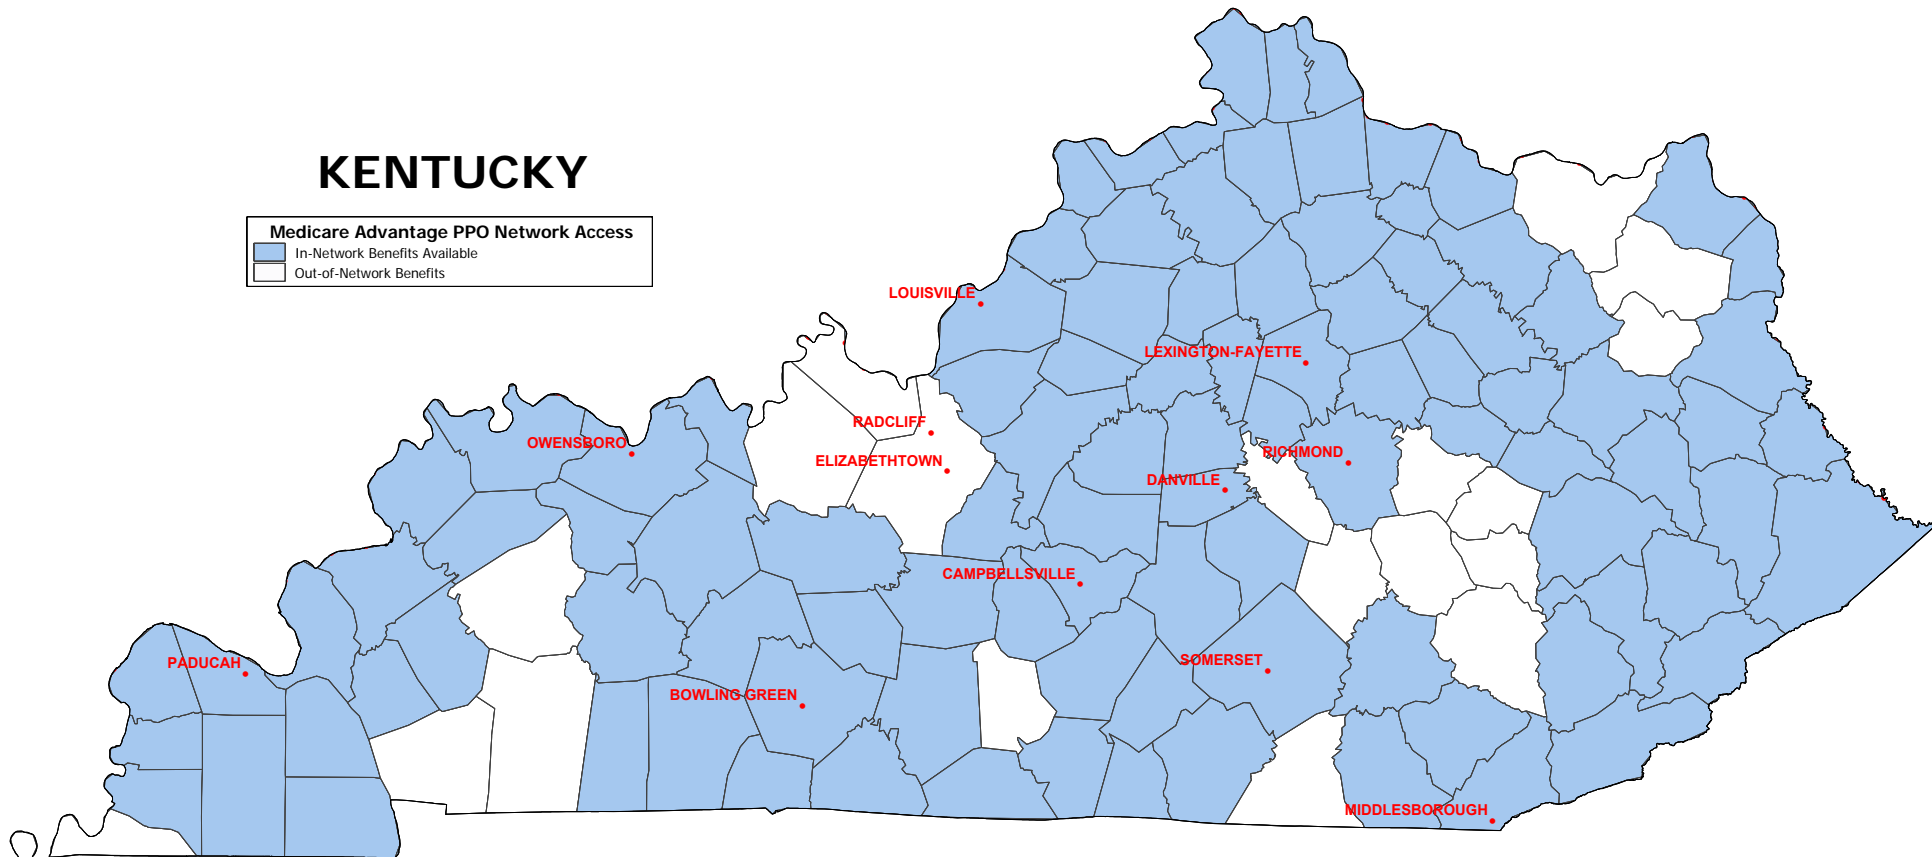 KENTUCKY
Medicare Advantage PPO Network Access
In-Network Benefits Available
Out-of-Network Benefits
LOUISVILLE
LEXINGTON-FAYETTE
RADCLIFF
OWENSBORO
RICHMOND
ELIZABETHTOWN
DANVILLE
CAMPBELLSVILLE
PADUCAH
SOMERSET
BOWLING GREEN
MIDDLESBOROUGH